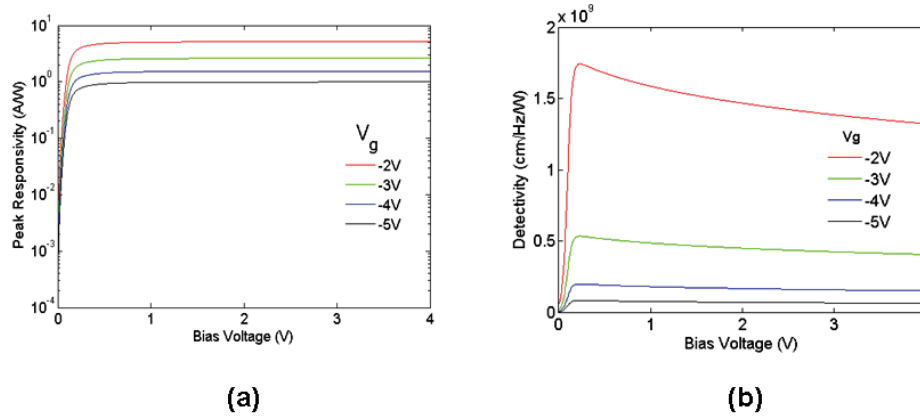 Peak Responsivity (A/W)
10^1
10^0
10^-1
10^-2
10^-3
10^-4
0
1
2
3
4
Bias Voltage (V)
V_g
-2V
-3V
-4V
-5V
(a)
2 x 10^9
Detectivity (cm√Hz/W)
1.5
1
0.5
0
0
1
2
3
Bias Voltage (V)
Vg
-2V
-3V
-4V
-5V
(b)